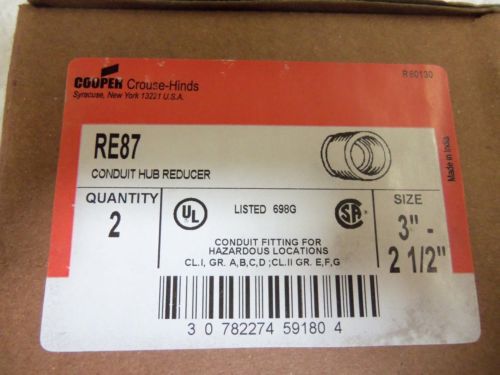 COOPER Crouse-Hinds
Syracuse, New York 13221 U.S.A.
R60130
RE87
CONDUIT HUB REDUCER
Made in India
QUANTITY
2
UL
LISTED 698G
SA
SIZE
3" -
2 1/2"
CONDUIT FITTING FOR
HAZARDOUS LOCATIONS
CL.I, GR. A,B,C,D ;CL.II GR. E,F,G
3 0 782274 59180 4